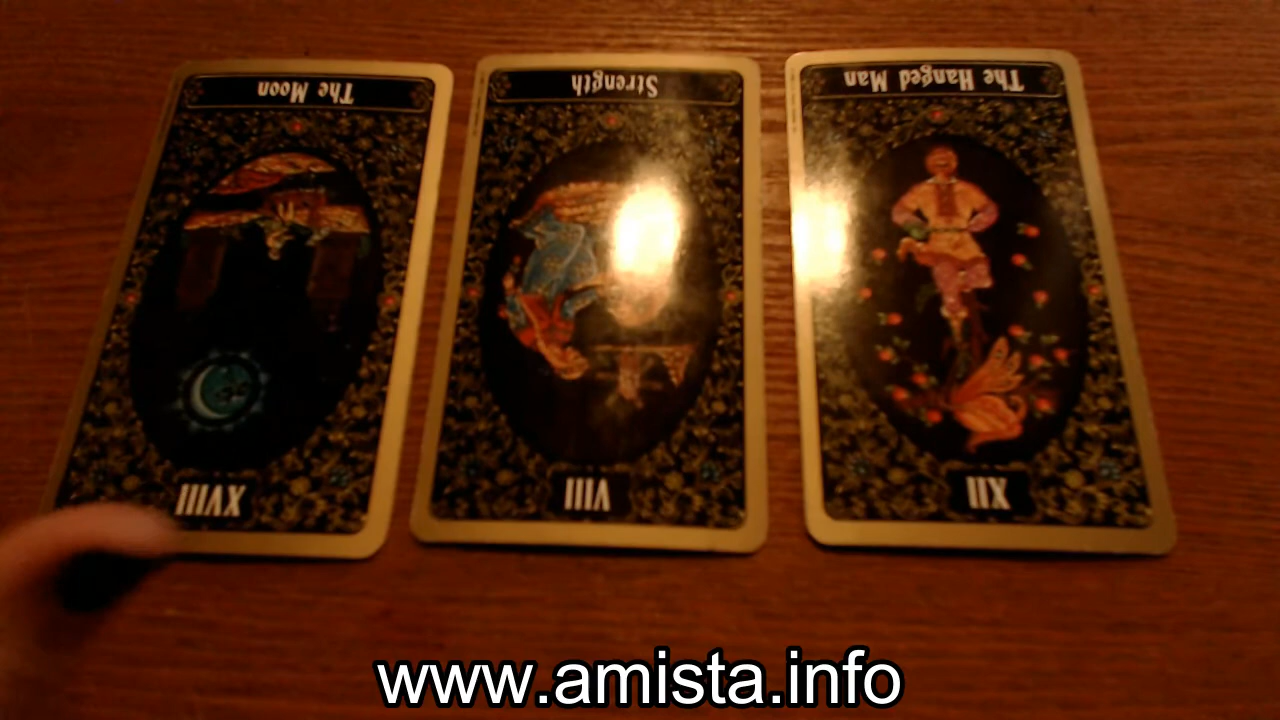 The Moon
Strength
The Hanged Man
XVIII
VIII
XII
www.amista.info